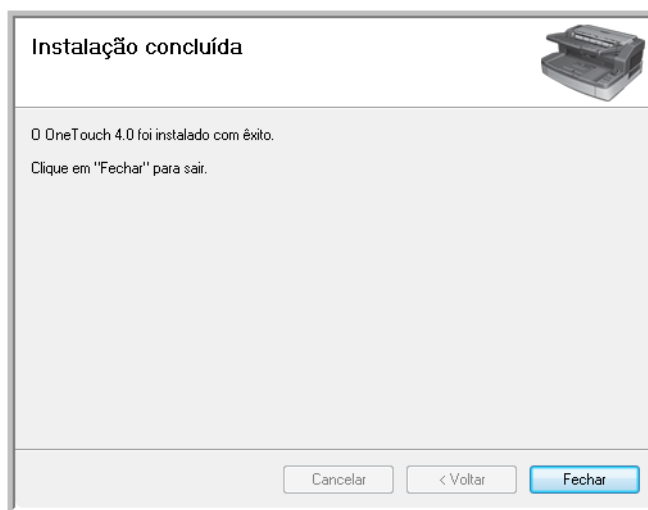 Instalação concluída
O OneTouch 4.0 foi instalado com êxito.
Clique em "Fechar" para sair.
Cancelar < Voltar Fechar